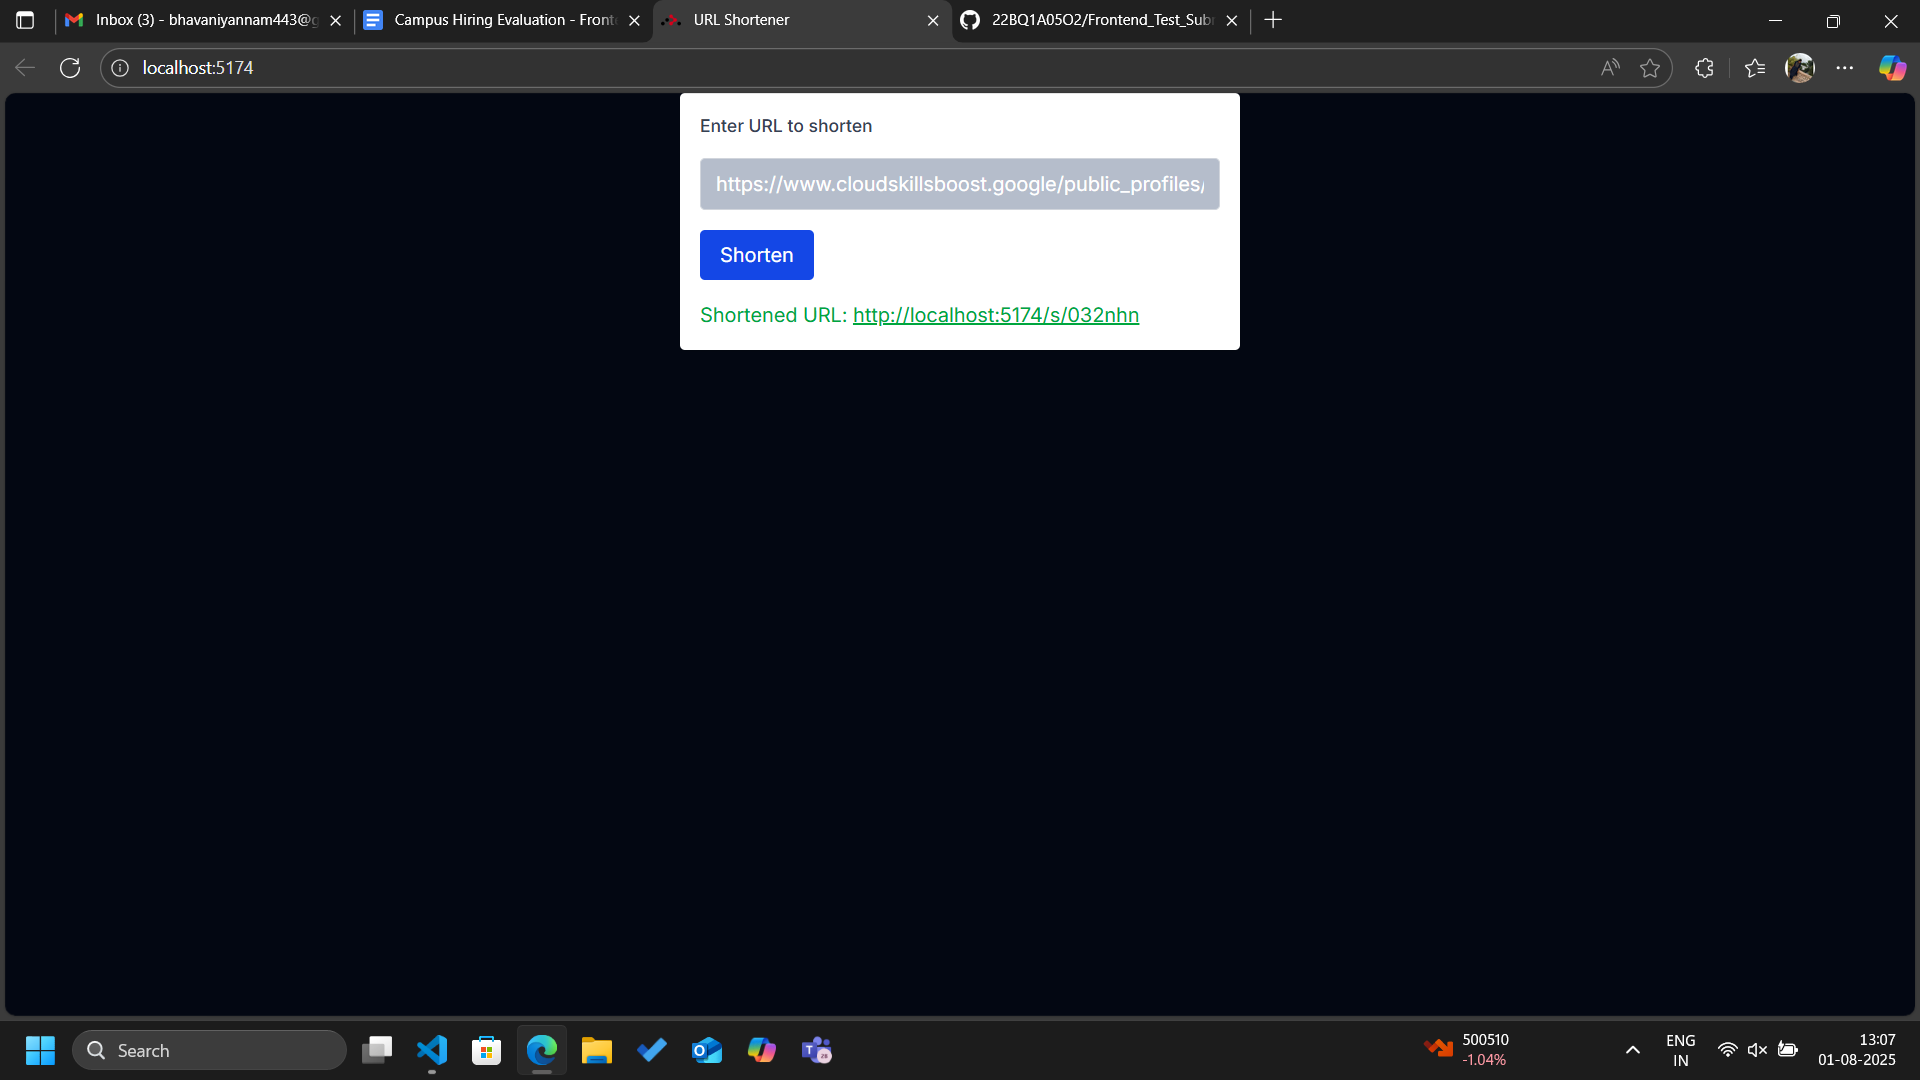 Inbox (3) - bhavaniyannam443@g
Campus Hiring Evaluation - Fronte
URL Shortener
22BQ1A05O2/Frontend_Test_Subr
localhost:5174
Enter URL to shorten
https://www.cloudskillsboost.google/public_profiles/
Shorten
Shortened URL: http://localhost:5174/s/032nhn
Search
500510
-1.04%
ENG
IN
13:07
01-08-2025